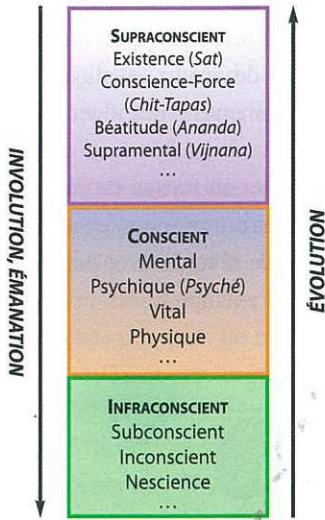 SUPRACONSCIENT
Existence (Sat)
Conscience-Force
(Chit-Tapas)
Béatitude (Ananda)
Supramental (Vijnana)
...
CONSCIENT
Mental
Psychique (Psyché)
Vital
Physique
...
INFRACONSCIENT
Subconscient
Inconscient
Nescience
...
INVOLUTION, ÉMANATION
ÉVOLUTION